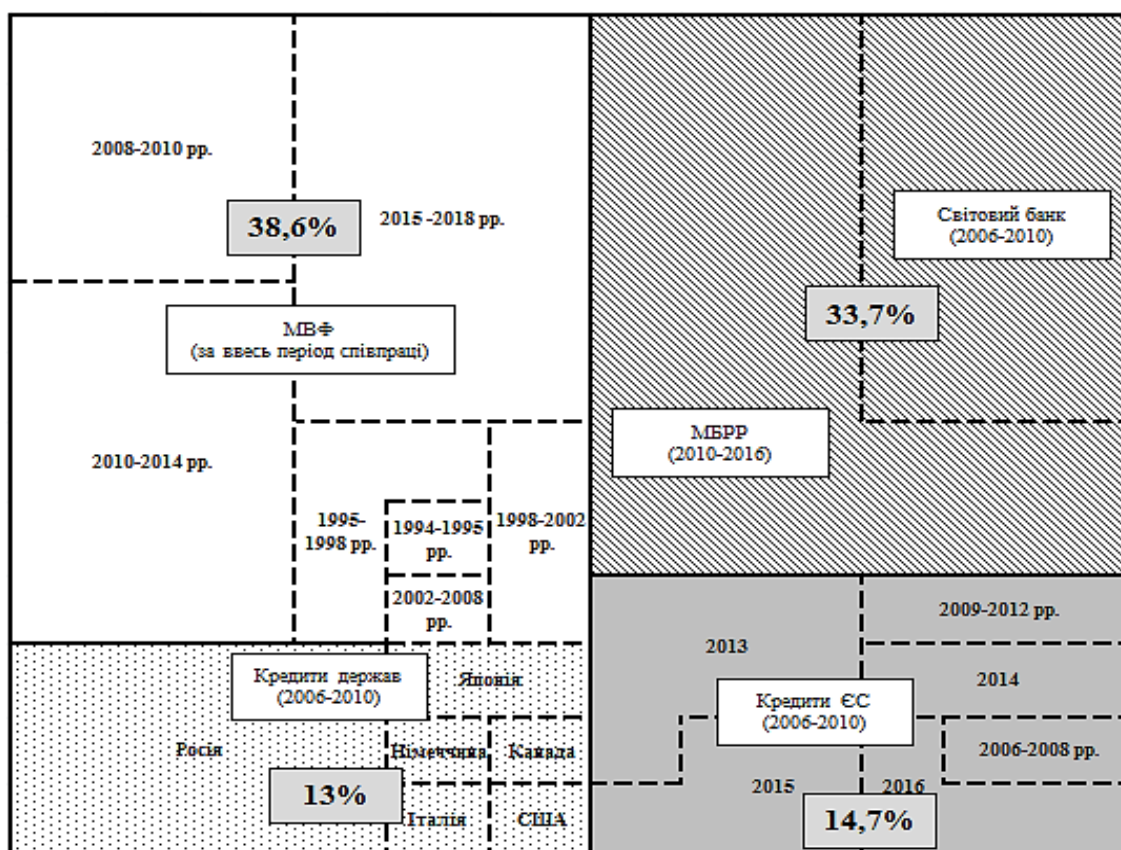 2008-2010 рр.
38,6%
2015 -2018 рр.
МВФ
(за ввесь період співпраці)
2010-2014 рр.
1995-
1998 рр.
1994-1995
рр.
1998-2002
рр.
2002-2008
рр.
Світовий банк
(2006-2010)
33,7%
МБРР
(2010-2016)
Кредити держав
(2006-2010)
Японія
Росія
Німеччина
Канада
13%
Італія
США
2009-2012 рр.
2013
2014
Кредити ЄС
(2006-2010)
2006-2008 рр.
2015
2016
14,7%